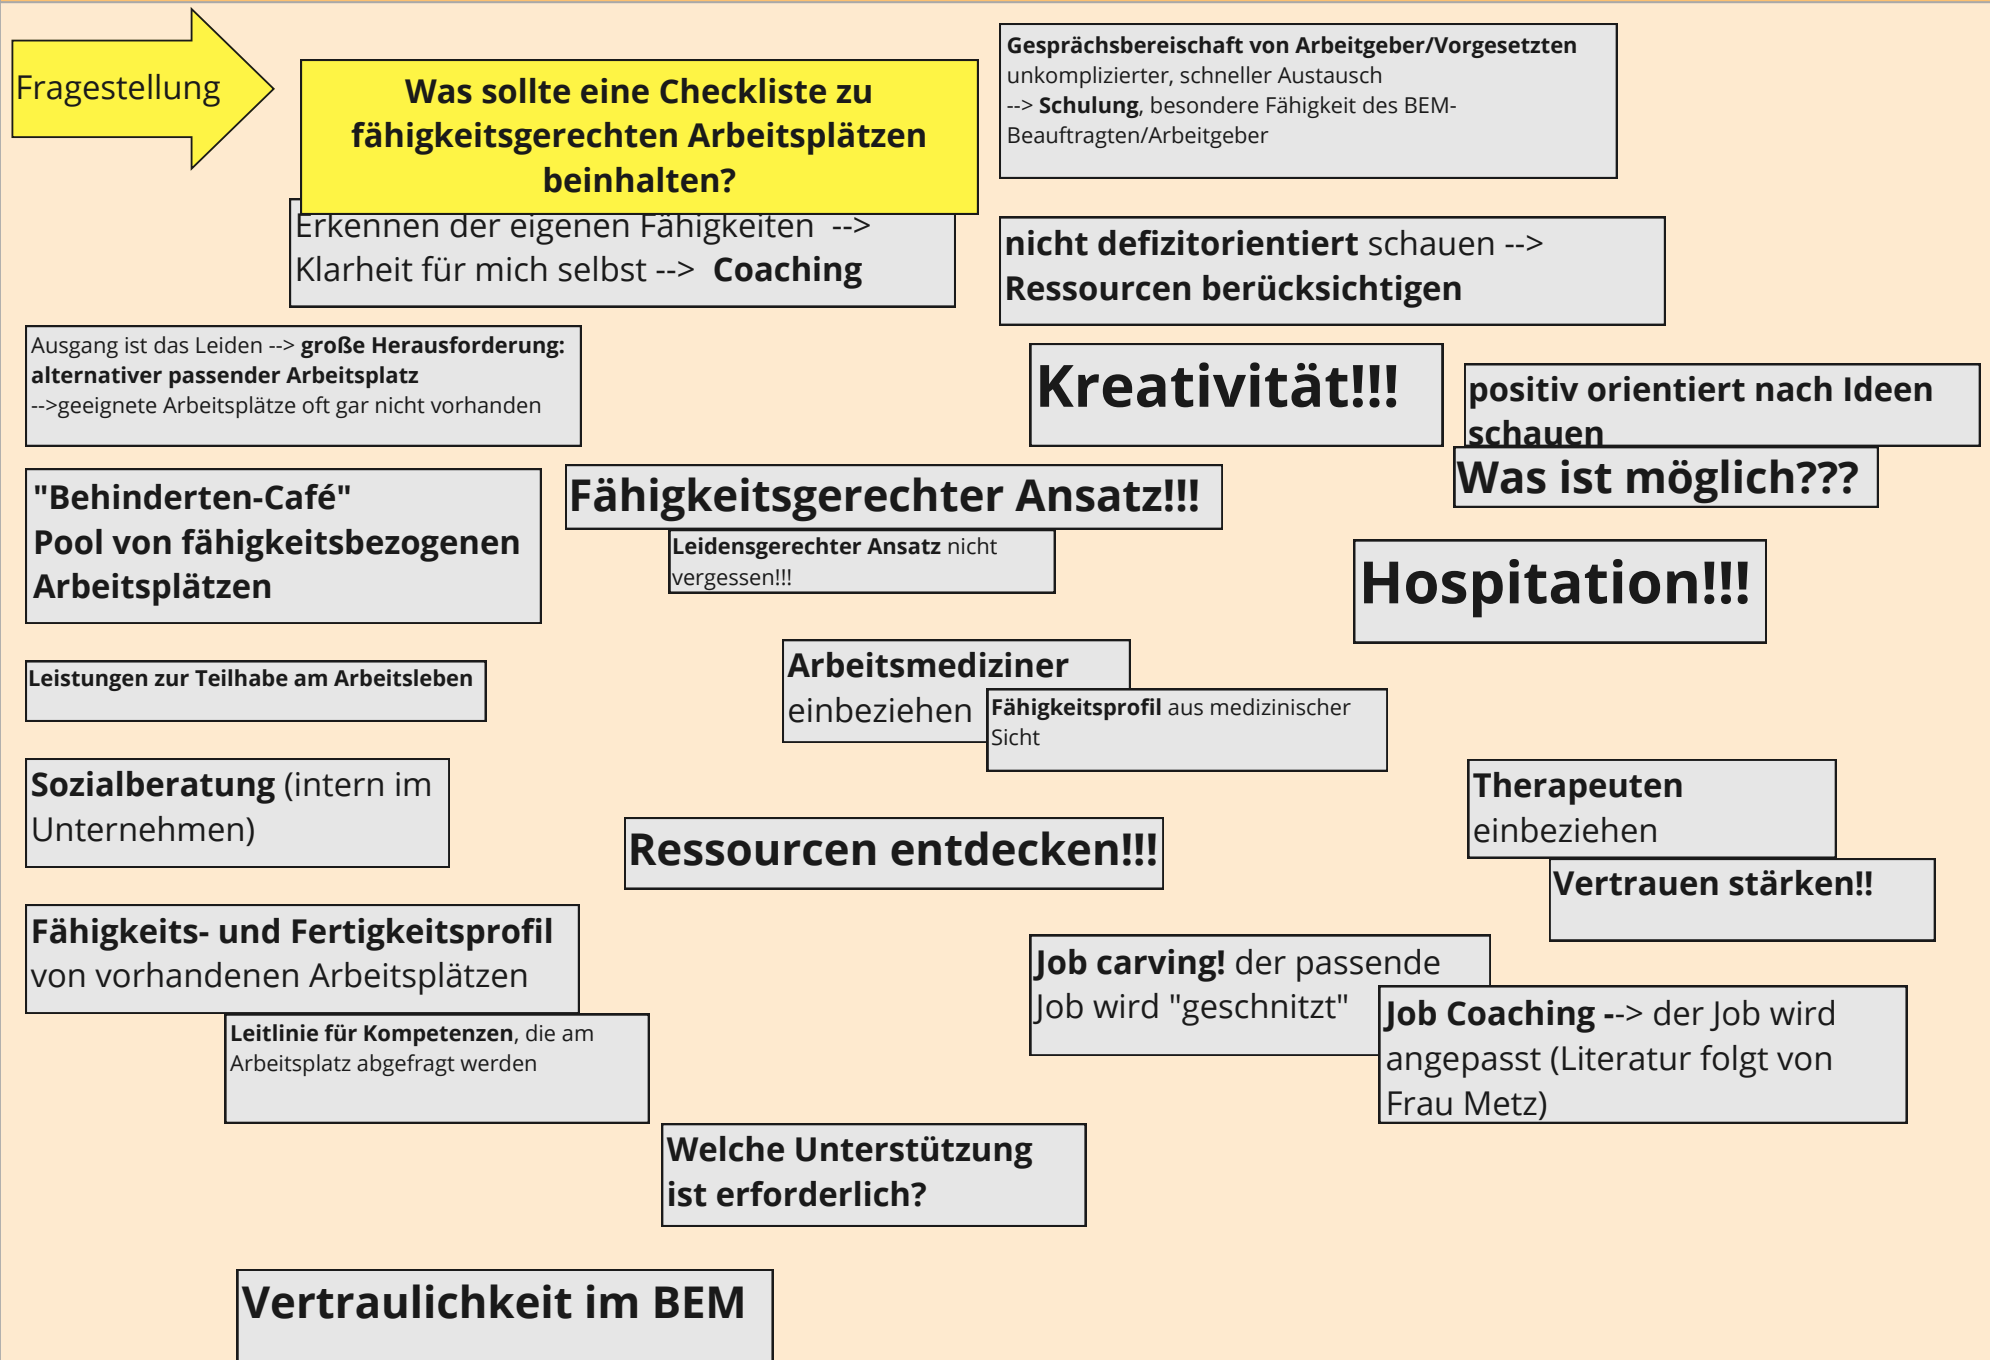 Fragestellung
Was sollte eine Checkliste zu
fähigkeitsgerechten Arbeitsplätzen
beinhalten?
Gesprächsbereischaft von Arbeitgeber/Vorgesetzten
unkomplizierter, schneller Austausch
--> Schulung, besondere Fähigkeit des BEM-
Beauftragten/Arbeitgeber
Erkennen der eigenen Fähigkeiten -->
Klarheit für mich selbst --> Coaching
nicht defizitorientiert schauen -->
Ressourcen berücksichtigen
Ausgang ist das Leiden --> große Herausforderung:
alternativer passender Arbeitsplatz
-->geeignete Arbeitsplätze oft gar nicht vorhanden
Kreativität!!!
positiv orientiert nach Ideen
schauen
Was ist möglich???
"Behinderten-Café"
Pool von fähigkeitsbezogenen
Arbeitsplätzen
Fähigkeitsgerechter Ansatz!!!
Leidensgerechter Ansatz nicht
vergessen!!!
Hospitation!!!
Leistungen zur Teilhabe am Arbeitsleben
Arbeitsmediziner
einbeziehen
Fähigkeitsprofil aus medizinischer
Sicht
Sozialberatung (intern im
Unternehmen)
Ressourcen entdecken!!!
Therapeuten
einbeziehen
Vertrauen stärken!!
Fähigkeits- und Fertigkeitsprofil
von vorhandenen Arbeitsplätzen
Leitlinie für Kompetenzen, die am
Arbeitsplatz abgefragt werden
Job carving! der passende
Job wird "geschnitzt"
Job Coaching --> der Job wird
angepasst (Literatur folgt von
Frau Metz)
Welche Unterstützung
ist erforderlich?
Vertraulichkeit im BEM